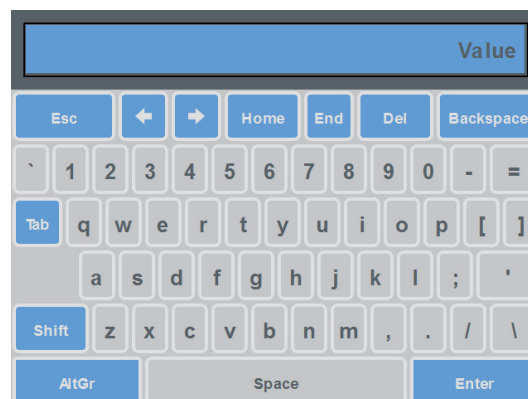 Value
Esc Home End Del Backspace
` 1 2 3 4 5 6 7 8 9 0 - =
Tab q w e r t y u i o p [ ]
a s d f g h j k l ; '
Shift z x c v b n m , . / \
AltGr Space Enter